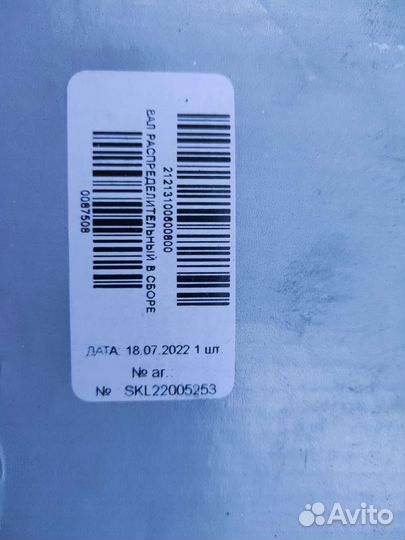 21213100600800
ВАЛ РАСПРЕДЕЛИТЕЛЬНЫЙ В СБОРЕ
0087508
ДАТА: 18.07.2022 1 шт.
№ аг.:
№ SKL22005253
Avito